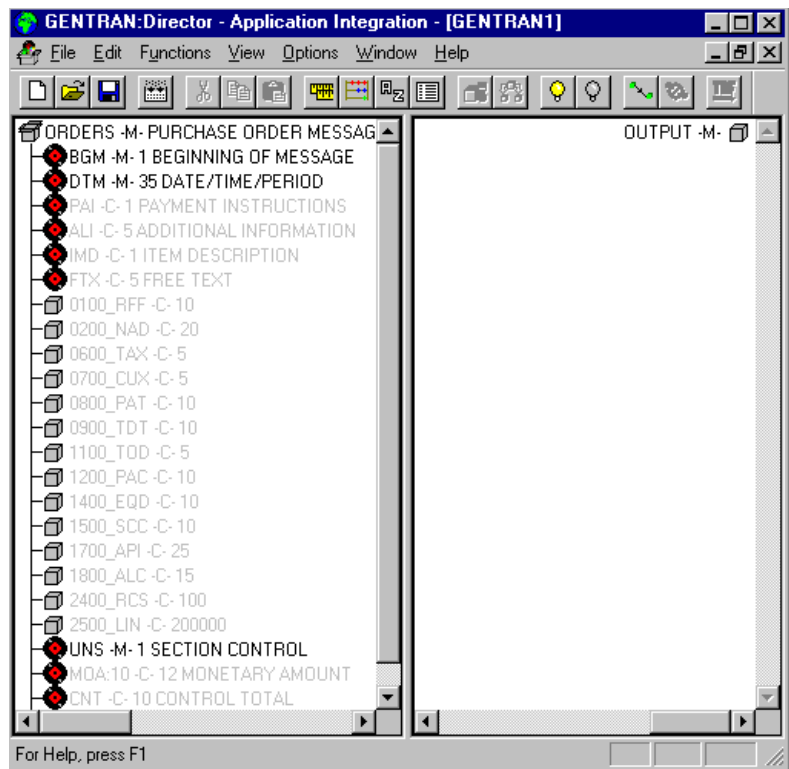 GENTRAN:Director - Application Integration - [GENTRAN1]
File Edit Functions View Options Window Help
ORDERS -M- PURCHASE ORDER MESSAG
BGM -M- 1 BEGINNING OF MESSAGE
DTM -M- 35 DATE/TIME/PERIOD
PAI -C- 1 PAYMENT INSTRUCTIONS
ALI -C- 5 ADDITIONAL INFORMATION
IMD -C- 1 ITEM DESCRIPTION
FTX -C- 5 FREE TEXT
0100_RFF -C- 10
0200_NAD -C- 20
0600_TAX -C- 5
0700_CUX -C- 5
0800_PAT -C- 10
0900_TDT -C- 10
1100_TOD -C- 5
1200_PAC -C- 10
1400_EQD -C- 10
1500_SCC -C- 10
1700_API -C- 25
1800_ALC -C- 15
2400_RCS -C- 100
2500_LIN -C- 200000
UNS -M- 1 SECTION CONTROL
MOA:10 -C- 12 MONETARY AMOUNT
CNT -C- 10 CONTROL TOTAL
OUTPUT -M-
For Help, press F1